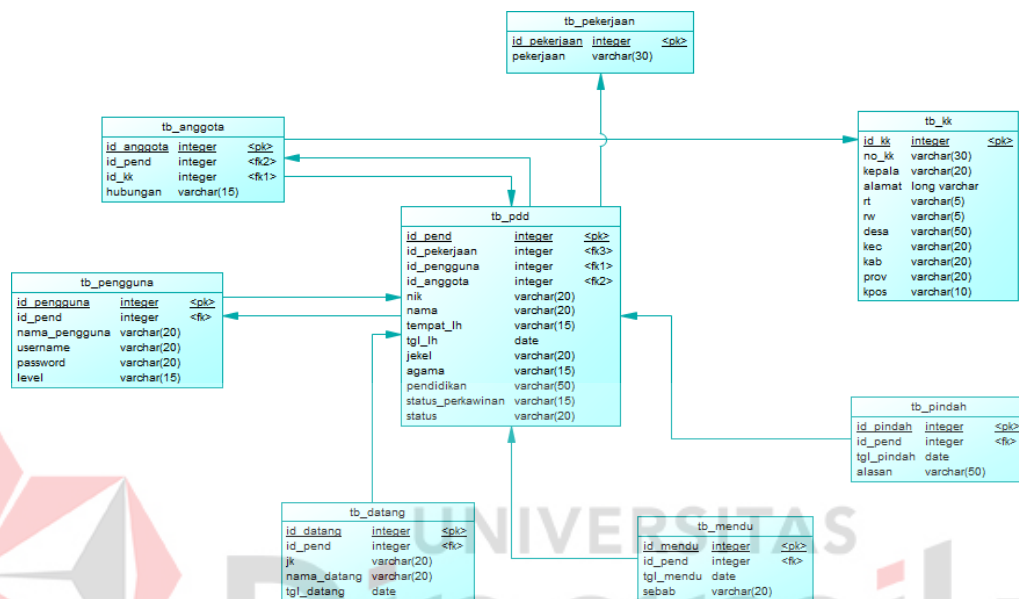 tb_pekerjaan
id_pekerjaan integer <pk>
pekerjaan varchar(30)
tb_anggota
id_anggota integer <pk>
id_pend integer <fk2>
id_kk integer <fk1>
hubungan varchar(15)
tb_kk
id_kk integer <pk>
no_kk varchar(30)
kepala varchar(20)
alamat long varchar
rt varchar(5)
rw varchar(5)
desa varchar(50)
kec varchar(20)
kab varchar(20)
prov varchar(20)
kpos varchar(10)
tb_pdd
id_pend integer <pk>
id_pekerjaan integer <fk3>
id_pengguna integer <fk1>
id_anggota integer <fk2>
nik varchar(20)
nama varchar(20)
tempat_lh varchar(15)
tgl_lh date
jekel varchar(20)
agama varchar(15)
pendidikan varchar(50)
status_perkawinan varchar(15)
status varchar(20)
tb_pengguna
id_pengguna integer <pk>
id_pend integer <fk>
nama_pengguna varchar(20)
username varchar(20)
password varchar(20)
level varchar(15)
tb_pindah
id_pindah integer <pk>
id_pend integer <fk>
tgl_pindah date
alasan varchar(50)
tb_datang
id_datang integer <pk>
id_pend integer <fk>
jk varchar(20)
nama_datang varchar(20)
tgl_datang date
tb_mendu
id_mendu integer <pk>
id_pend integer <fk>
tgl_mendu date
sebab varchar(20)
UNIVERSITAS